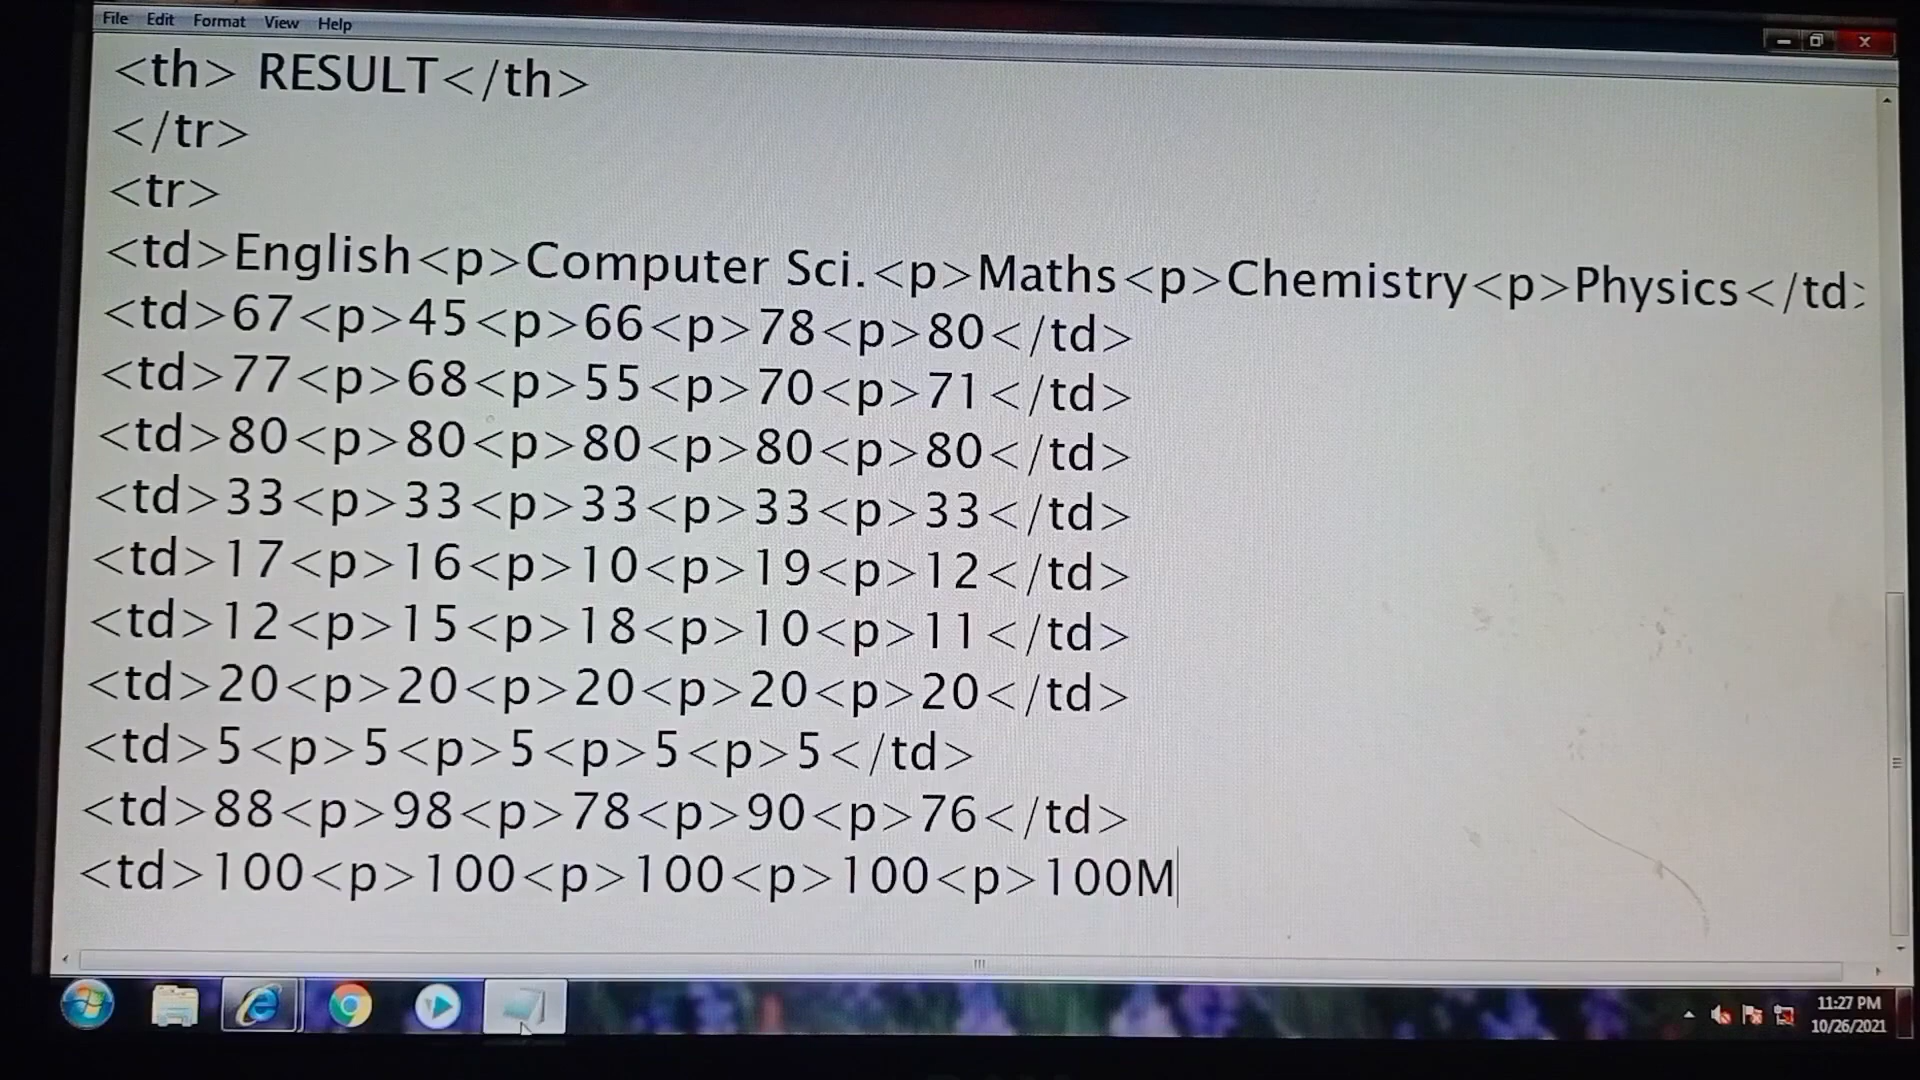 File Edit Format View Help
<th> RESULT</th>
</tr>
<tr>
<td>English<p>Computer Sci.<p>Maths<p>Chemistry<p>Physics</td>
<td>67<p>45<p>66<p>78<p>80</td>
<td>77<p>68<p>55<p>70<p>71</td>
<td>80<p>80<p>80<p>80<p>80</td>
<td>33<p>33<p>33<p>33<p>33</td>
<td>17<p>16<p>10<p>19<p>12</td>
<td>12<p>15<p>18<p>10<p>11</td>
<td>20<p>20<p>20<p>20<p>20</td>
<td>5<p>5<p>5<p>5<p>5</td>
<td>88<p>98<p>78<p>90<p>76</td>
<td>100<p>100<p>100<p>100<p>100M
11:27 PM
10/26/2021